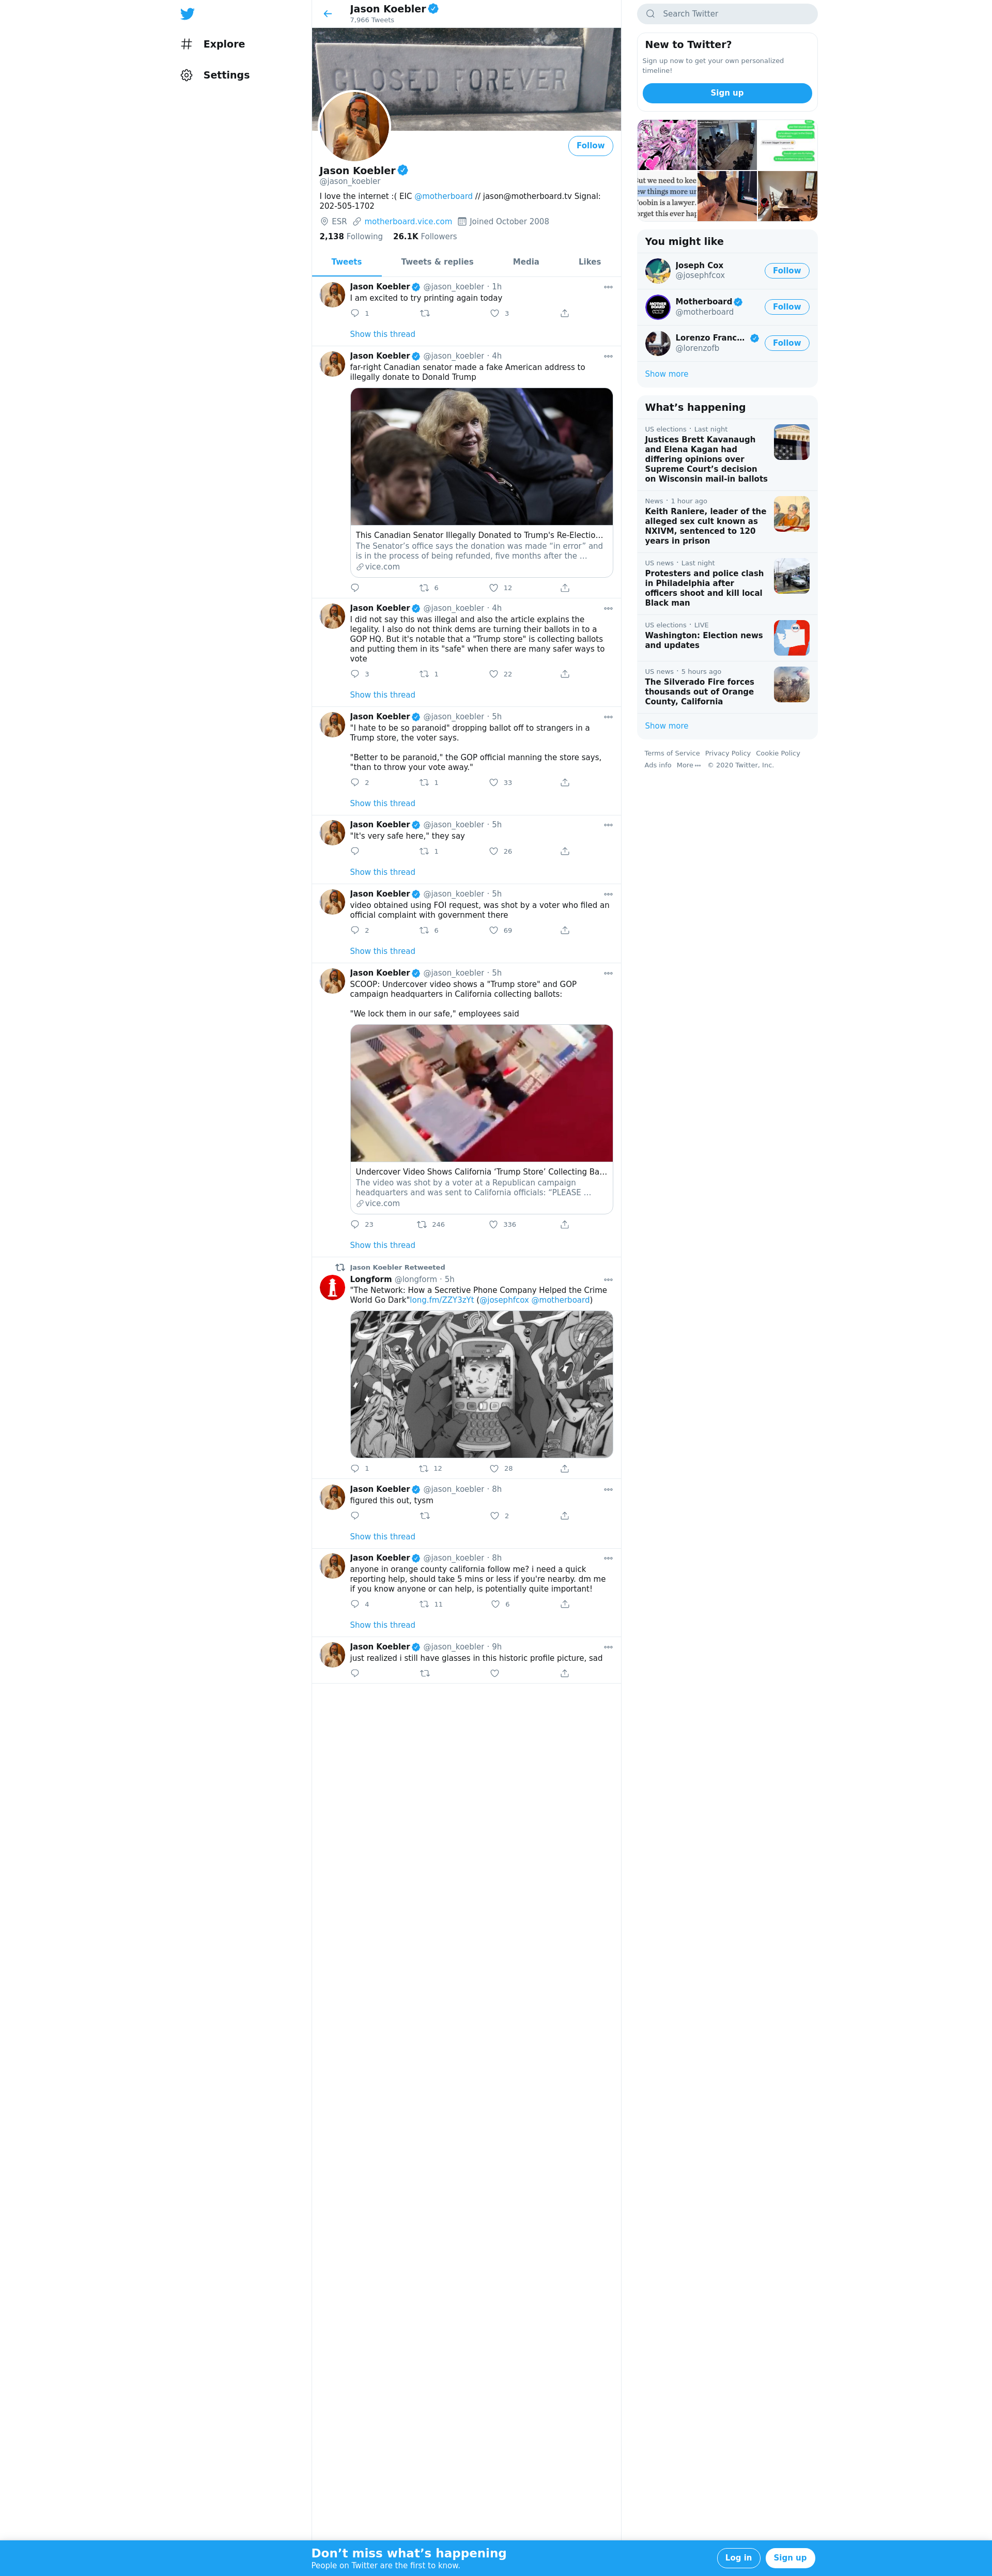 Explore
Settings
Jason Koebler
7,966 Tweets
CLOSED FOREVER
Follow
Jason Koebler
@jason_koebler
I love the internet :( EIC @motherboard // jason@motherboard.tv Signal:
202-505-1702
ESR motherboard.vice.com Joined October 2008
2,138 Following 26.1K Followers
Tweets Tweets & replies Media Likes
Jason Koebler @jason_koebler · 1h
I am excited to try printing again today
1 3
Show this thread
Jason Koebler @jason_koebler · 4h
far-right Canadian senator made a fake American address to
illegally donate to Donald Trump
This Canadian Senator Illegally Donated to Trump's Re-Electio...
The Senator's office says the donation was made "in error" and
is in the process of being refunded, five months after the ...
vice.com
6 12
Jason Koebler @jason_koebler · 4h
I did not say this was illegal and also the article explains the
legality. I also do not think dems are turning their ballots in to a
GOP HQ. But it's notable that a "Trump store" is collecting ballots
and putting them in its "safe" when there are many safer ways to
vote
3 1 22
Show this thread
Jason Koebler @jason_koebler · 5h
"I hate to be so paranoid" dropping ballot off to strangers in a
Trump store, the voter says.
"Better to be paranoid," the GOP official manning the store says,
"than to throw your vote away."
2 1 33
Show this thread
Jason Koebler @jason_koebler · 5h
"It's very safe here," they say
1 26
Show this thread
Jason Koebler @jason_koebler · 5h
video obtained using FOI request, was shot by a voter who filed an
official complaint with government there
2 6 69
Show this thread
Jason Koebler @jason_koebler · 5h
SCOOP: Undercover video shows a "Trump store" and GOP
campaign headquarters in California collecting ballots:
"We lock them in our safe," employees said
Undercover Video Shows California 'Trump Store' Collecting Ba...
The video was shot by a voter at a Republican campaign
headquarters and was sent to California officials: "PLEASE ...
vice.com
23 246 336
Show this thread
Jason Koebler Retweeted
Longform @longform · 5h
"The Network: How a Secretive Phone Company Helped the Crime
World Go Dark"long.fm/ZZY3zYt (@josephfcox @motherboard)
1 12 28
Jason Koebler @jason_koebler · 8h
figured this out, tysm
2
Show this thread
Jason Koebler @jason_koebler · 8h
anyone in orange county california follow me? i need a quick
reporting help, should take 5 mins or less if you're nearby. dm me
if you know anyone or can help, is potentially quite important!
4 11 6
Show this thread
Jason Koebler @jason_koebler · 9h
just realized i still have glasses in this historic profile picture, sad
Search Twitter
New to Twitter?
Sign up now to get your own personalized
timeline!
Sign up
ut we need to kee
ew things more un
oobin is a lawyer.
orget this ever hap
You might like
Joseph Cox
@josephfcox
Follow
Motherboard
@motherboard
Follow
Lorenzo Franc...
@lorenzofb
Follow
Show more
What's happening
US elections · Last night
Justices Brett Kavanaugh
and Elena Kagan had
differing opinions over
Supreme Court's decision
on Wisconsin mail-in ballots
News · 1 hour ago
Keith Raniere, leader of the
alleged sex cult known as
NXIVM, sentenced to 120
years in prison
US news · Last night
Protesters and police clash
in Philadelphia after
officers shoot and kill local
Black man
US elections · LIVE
Washington: Election news
and updates
US news · 5 hours ago
The Silverado Fire forces
thousands out of Orange
County, California
Show more
Terms of Service Privacy Policy Cookie Policy
Ads info More © 2020 Twitter, Inc.
Don't miss what's happening
People on Twitter are the first to know.
Log in Sign up